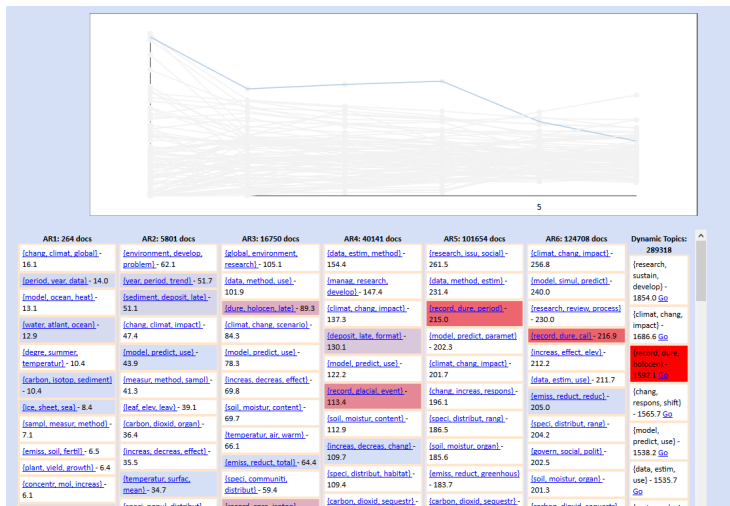 5
AR1: 264 docs
{chang, climat, global} -
16.1
{period, year, data} - 14.0
{model, ocean, heat} -
13.1
{water, atlant, ocean} -
12.9
{degre, summer,
temperatur} - 10.4
{carbon, isotop, sediment}
- 10.4
{ice, sheet, sea} - 8.4
{sampl, measur, method} -
7.1
{emiss, soil, fertil} - 6.5
{plant, yield, growth} - 6.4
{concentr, mol, increas} -
6.1
AR2: 5801 docs
{environment, develop,
problem} - 62.1
{year, period, trend} - 51.7
{sediment, deposit, late} -
51.1
{chang, climat, impact} -
47.4
{model, predict, use} -
43.9
{measur, method, sampl} -
41.3
{leaf, elev, leav} - 39.1
{carbon, dioxid, organ} -
36.4
{increas, decreas, effect} -
35.5
{temperatur, surfac,
mean} - 34.7
AR3: 16750 docs
{global, environment,
research} - 105.1
{data, method, use} -
101.9
{dure, holocen, late} - 89.3
{climat, chang, scenario} -
84.3
{model, predict, use} -
78.3
{increas, decreas, effect} -
69.8
{soil, moistur, content} -
69.7
{temperatur, air, warm} -
66.1
{emiss, reduct, total} - 64.4
{speci, communiti,
distribut} - 59.4
AR4: 40141 docs
{data, estim, method} -
154.4
{manag, research,
develop} - 147.4
{climat, chang, impact} -
137.3
{deposit, late, format} -
130.1
{model, predict, use} -
122.2
{record, glacial, event} -
113.4
{soil, moistur, content} -
112.9
{increas, decreas, chang} -
109.7
{speci, distribut, habitat} -
109.4
{carbon, dioxid, sequestr} -
AR5: 101654 docs
{research, issu, social} -
261.5
{data, method, estim} -
231.4
{record, dure, period} -
215.0
{model, predict, paramet}
- 202.3
{climat, chang, impact} -
201.7
{chang, increas, respons} -
196.1
{speci, distribut, rang} -
186.5
{soil, moistur, organ} -
185.6
{emiss, reduct, greenhous}
- 183.7
{carbon, dioxid, sequestr} -
AR6: 124708 docs
{climat, chang, impact} -
256.8
{model, simul, predict} -
240.0
{research, review, process}
- 230.0
{record, dure, cal} - 216.9
{increas, effect, elev} -
212.2
{data, estim, use} - 211.7
{emiss, reduct, reduc} -
205.0
{speci, distribut, rang} -
204.2
{govern, social, polit} -
202.5
{soil, moistur, organ} -
201.3
Dynamic Topics:
289318
{research,
sustain,
develop} -
1854.0 Go
{climat, chang,
impact} -
1686.6 Go
{record, dure,
holocen} -
1592.1 Go
{chang,
respons, shift}
- 1565.7 Go
{model,
predict, use} -
1538.2 Go
{data, estim,
use} - 1535.7
Go